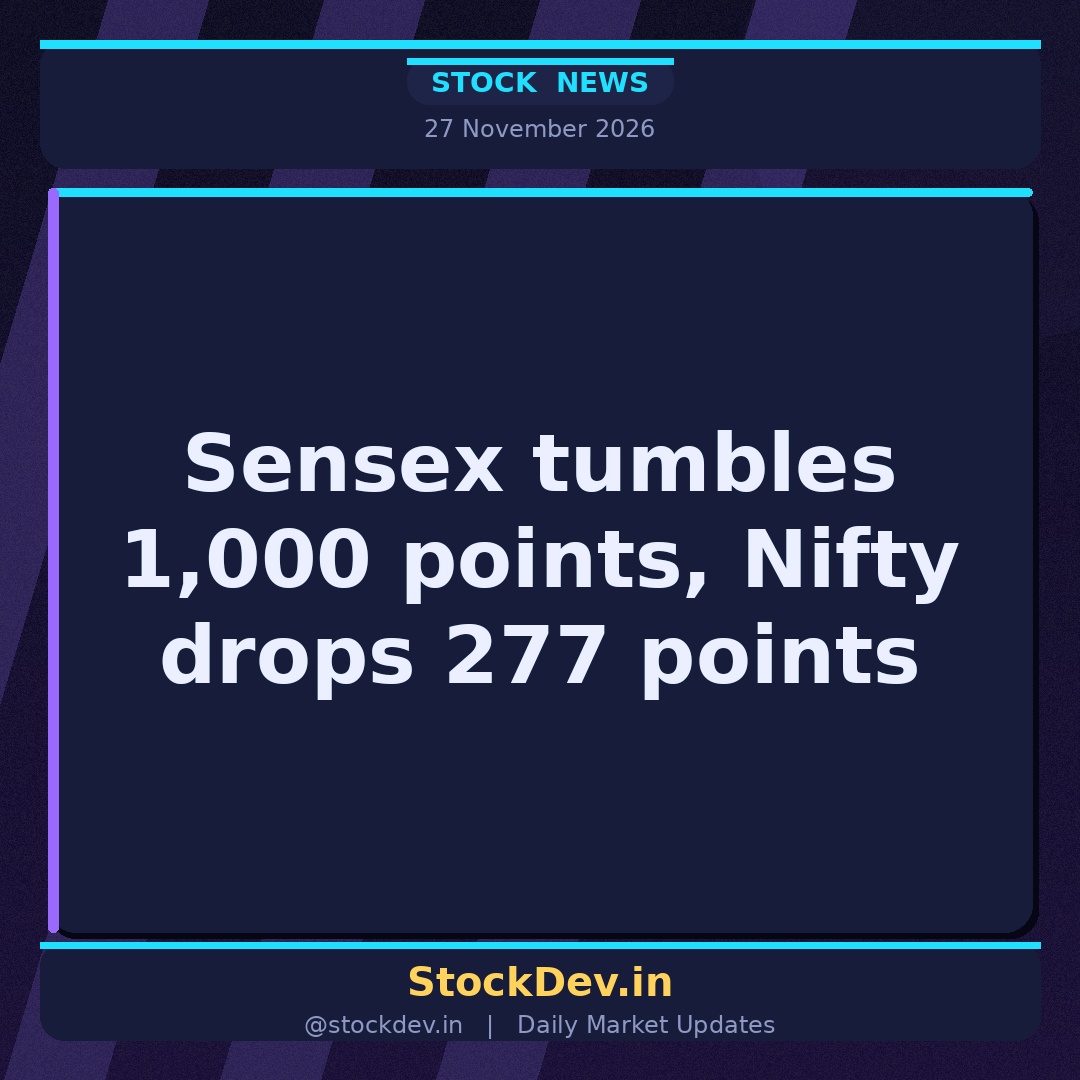 STOCK NEWS
27 November 2026
Sensex tumbles
1,000 points, Nifty
drops 277 points
StockDev.in
@stockdev.in | Daily Market Updates